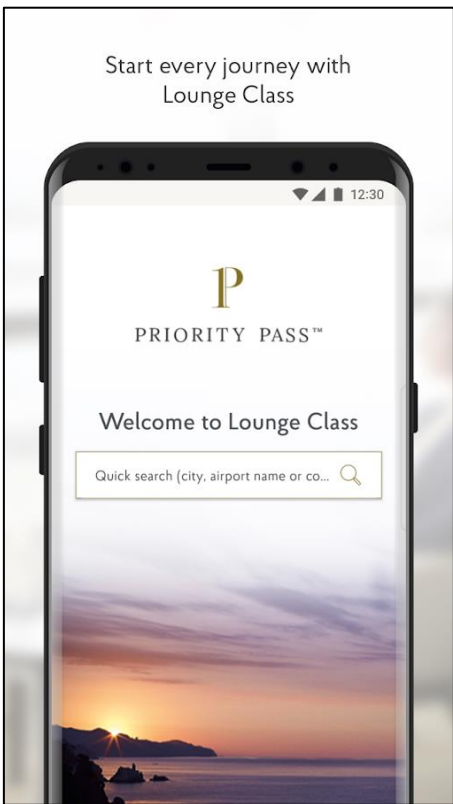 Start every journey with
Lounge Class
12:30
PRIORITY PASS™
Welcome to Lounge Class
Quick search (city, airport name or co...